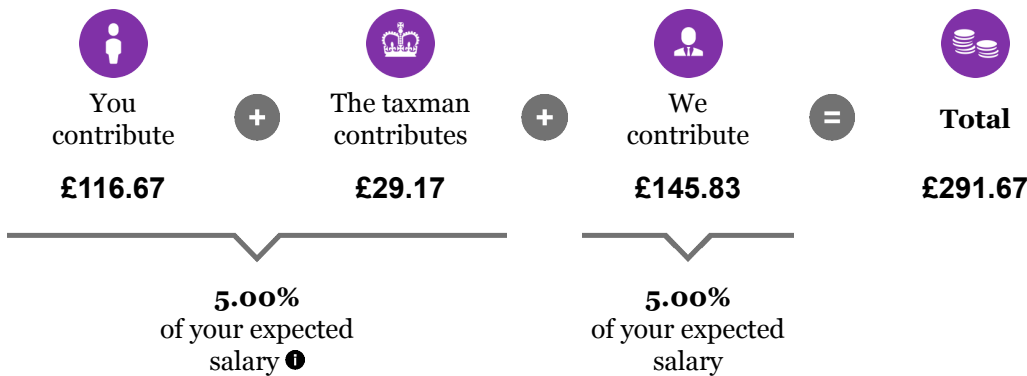 You
contribute
+
The taxman
contributes
+
We
contribute
=
Total
£116.67
£29.17
£145.83
£291.67
5.00%
of your expected
salary i
5.00%
of your expected
salary